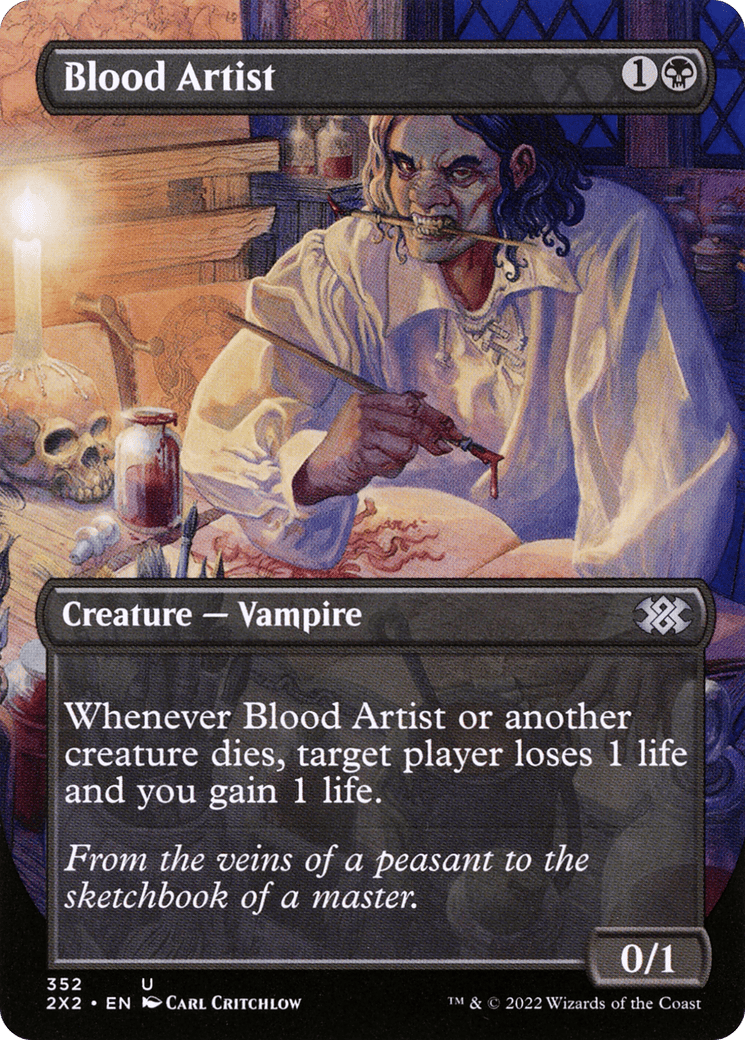 Blood Artist 1
Creature — Vampire
Whenever Blood Artist or another
creature dies, target player loses 1 life
and you gain 1 life.
From the veins of a peasant to the
sketchbook of a master.
0/1
352 U
2X2 • EN Carl Critchlow
™ & © 2022 Wizards of the Coast